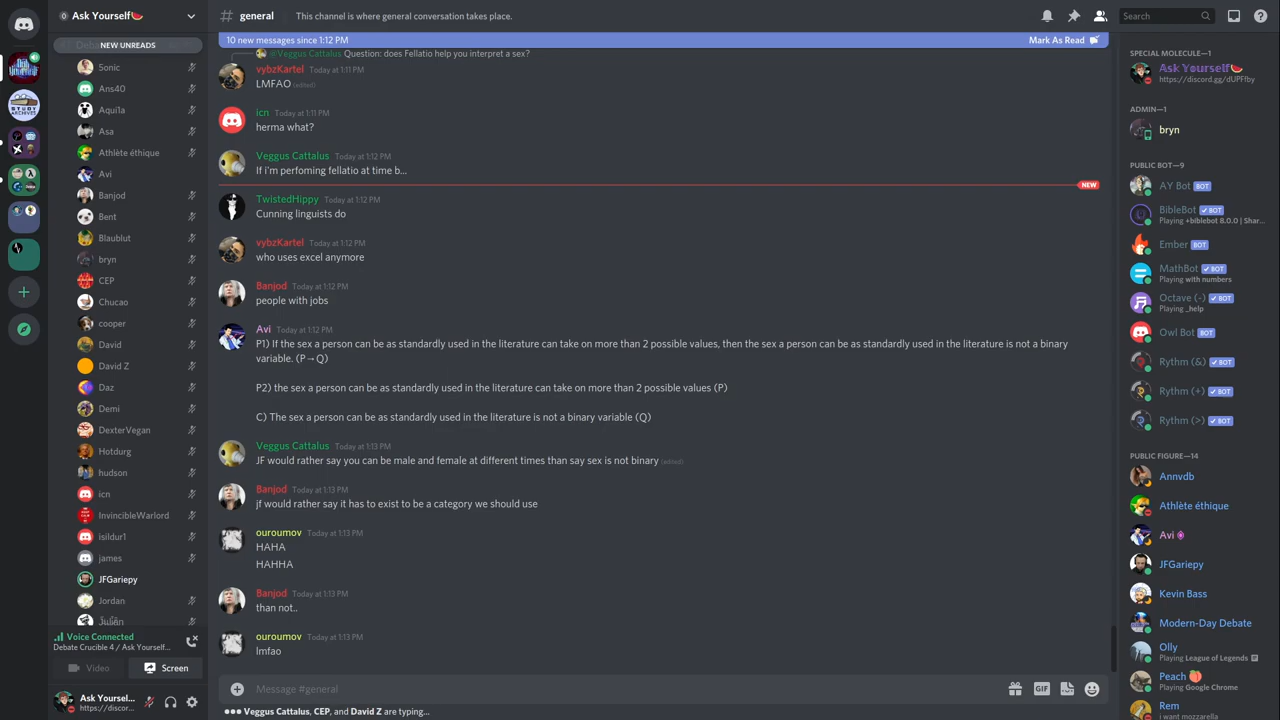 Ask Yourself🍉
NEW UNREADS
Sonic
Ans40
Aqui1a
Asa
Athlète éthique
Avi
Banjod
Bent
Blaublut
bryn
CEP
Chucao
cooper
David
David Z
Daz
Demi
DexterVegan
Hotdurg
hudson
icn
InvincibleWarlord
isildur1
james
JFGariepy
Jordan
Voice Connected
Debate Crucible 4 / Ask Yourself...
Video
Screen
Ask Yoursel...
https://discor...
# general
This channel is where general conversation takes place.
Search
10 new messages since 1:12 PM
Mark As Read
@Veggus Cattalus Question: does Fellatio help you interpret a sex?
vybzKartel Today at 1:11 PM
LMFAO (edited)
icn Today at 1:11 PM
herma what?
Veggus Cattalus Today at 1:12 PM
If i'm perfoming fellatio at time b...
NEW
TwistedHippy Today at 1:12 PM
Cunning linguists do
vybzKartel Today at 1:12 PM
who uses excel anymore
Banjod Today at 1:12 PM
people with jobs
Avi Today at 1:12 PM
P1) If the sex a person can be as standardly used in the literature can take on more than 2 possible values, then the sex a person can be as standardly used in the literature is not a binary
variable. (P→Q)
P2) the sex a person can be as standardly used in the literature can take on more than 2 possible values (P)
C) The sex a person can be as standardly used in the literature is not a binary variable (Q)
Veggus Cattalus Today at 1:13 PM
JF would rather say you can be male and female at different times than say sex is not binary (edited)
Banjod Today at 1:13 PM
jf would rather say it has to exist to be a category we should use
ouroumov Today at 1:13 PM
HAHA
HAHHA
Banjod Today at 1:13 PM
than not..
ouroumov Today at 1:13 PM
lmfao
Message #general
GIF
Veggus Cattalus, CEP, and David Z are typing...
SPECIAL MOLECULE—1
Ask Yourself🍉
https://discord.gg/dUPFfby
ADMIN—1
bryn
PUBLIC BOT—9
AY Bot BOT
BibleBot ✓ BOT
Playing +biblebot 8.0.0 | Shar...
Ember BOT
MathBot ✓ BOT
Playing with numbers
Octave (-) ✓ BOT
Playing _help
Owl Bot BOT
Rythm (&) ✓ BOT
Rythm (+) ✓ BOT
Rythm (>) ✓ BOT
PUBLIC FIGURE—14
Annvdb
Athlète éthique
Avi
JFGariepy
Kevin Bass
Modern-Day Debate
Olly
Playing League of Legends
Peach 🍑
Playing Google Chrome
Rem
i want mozzarella